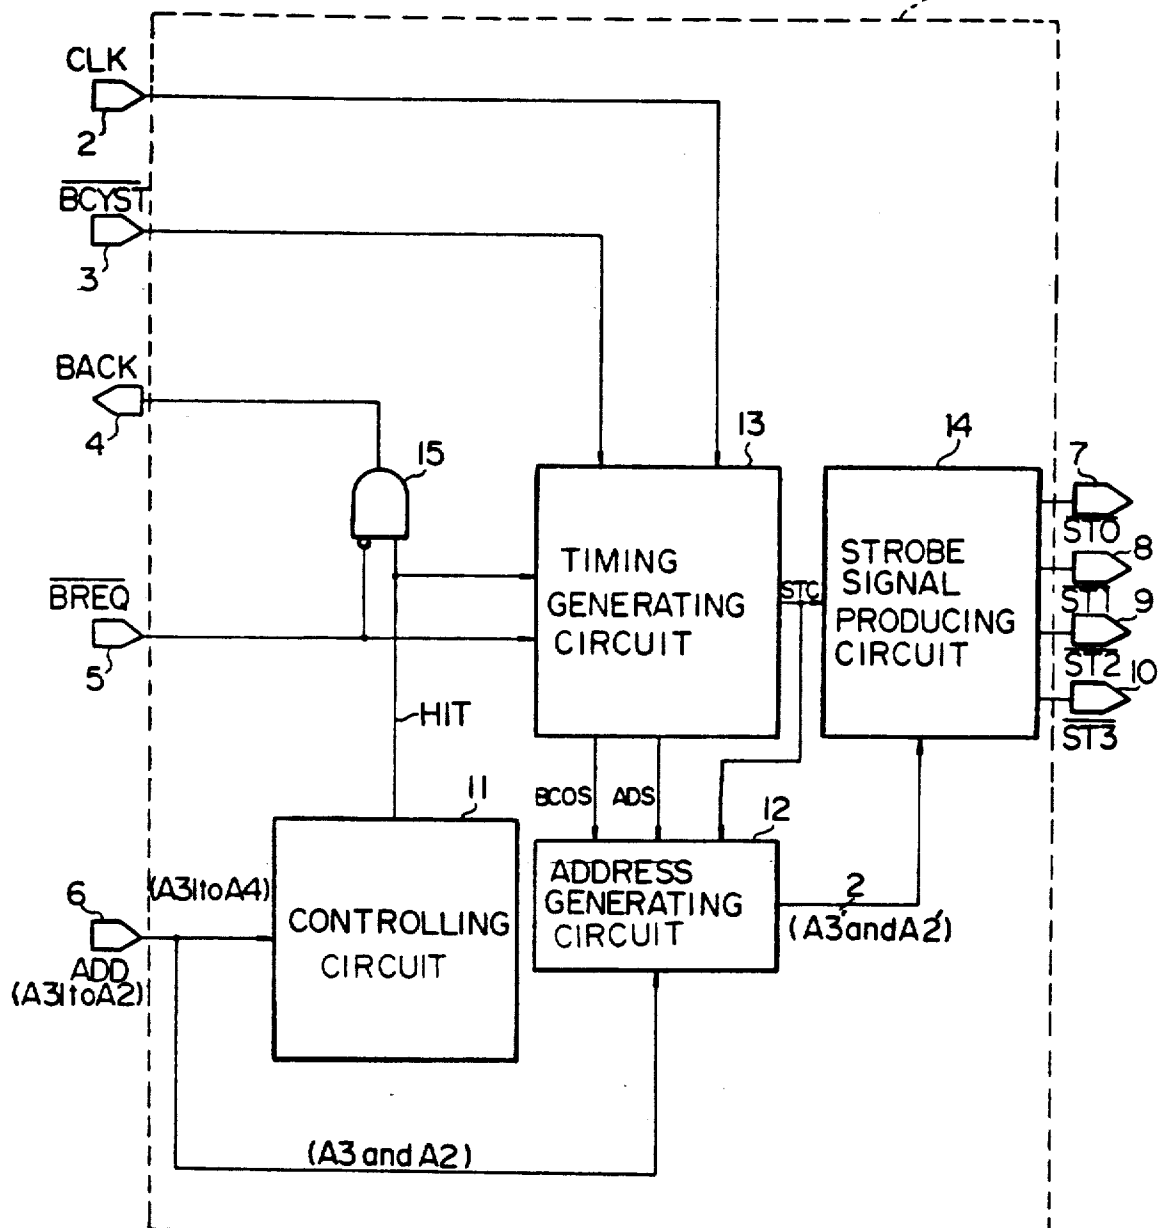 CLK
2
BCYST
3
BACK
4
15
13
14
7
ST0
8
ST1
9
ST2
10
ST3
TIMING
GENERATING
CIRCUIT
STC
STROBE
SIGNAL
PRODUCING
CIRCUIT
BREQ
5
HIT
11
BCOS
ADS
12
6
(A31toA4)
ADD
(A31toA2)
CONTROLLING
CIRCUIT
ADDRESS
GENERATING
CIRCUIT
2
(A3'andA2')
(A3 and A2)